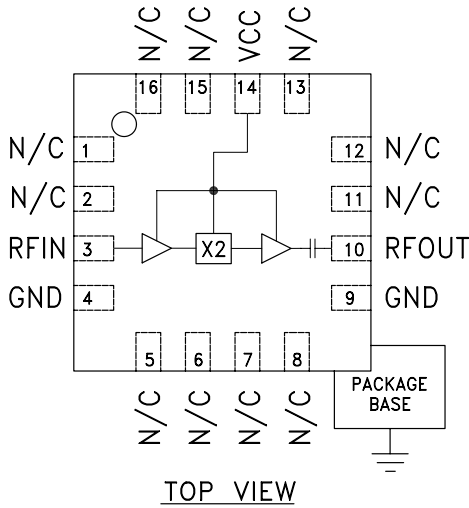 N/C N/C VCC N/C
16 15 14 13
N/C 1 12 N/C
N/C 2 11 N/C
RFIN 3 X2 10 RFOUT
GND 4 9 GND
5 6 7 8
N/C N/C N/C N/C
PACKAGE
BASE
TOP VIEW